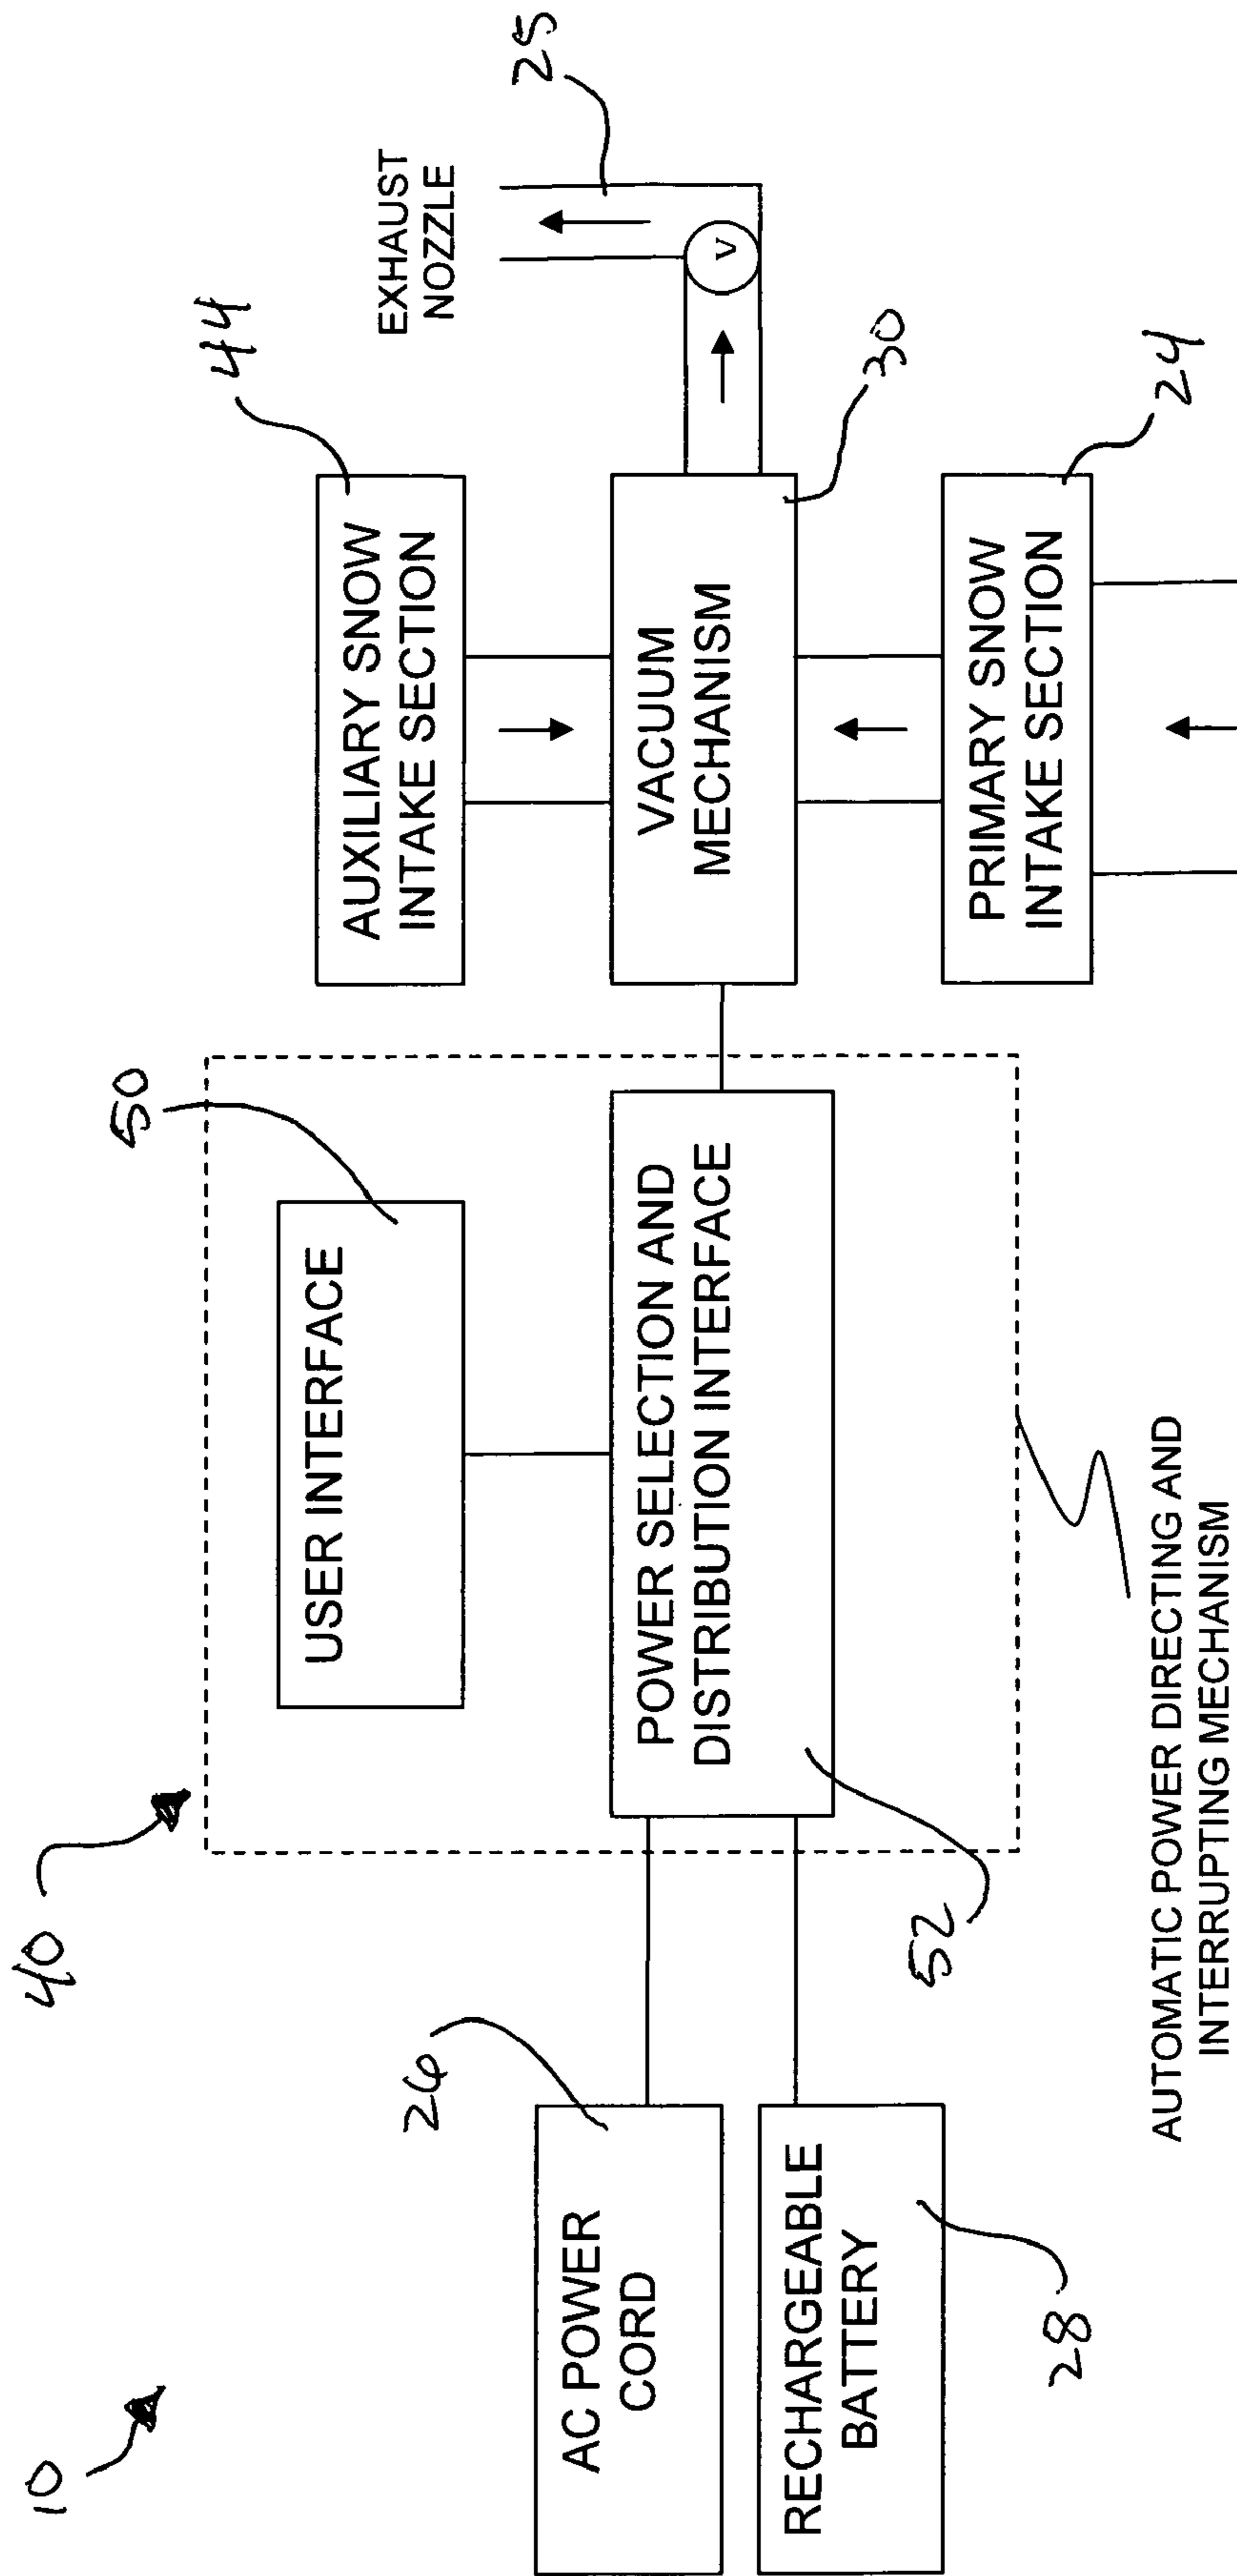 10
40
AC POWER
CORD
26
RECHARGEABLE
BATTERY
28
USER INTERFACE
50
POWER SELECTION AND
DISTRIBUTION INTERFACE
52
AUTOMATIC POWER DIRECTING AND
INTERRUPTING MECHANISM
AUXILIARY SNOW
INTAKE SECTION
44
VACUUM
MECHANISM
30
PRIMARY SNOW
INTAKE SECTION
24
EXHAUST
NOZZLE
25
V